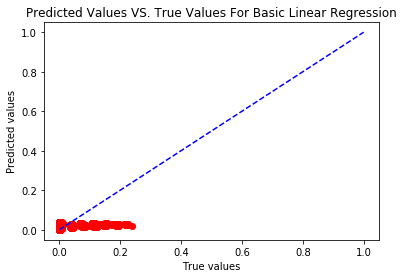 Predicted Values VS. True Values For Basic Linear Regression
1.0
0.8
0.6
0.4
0.2
0.0
Predicted values
0.0 0.2 0.4 0.6 0.8 1.0
True values